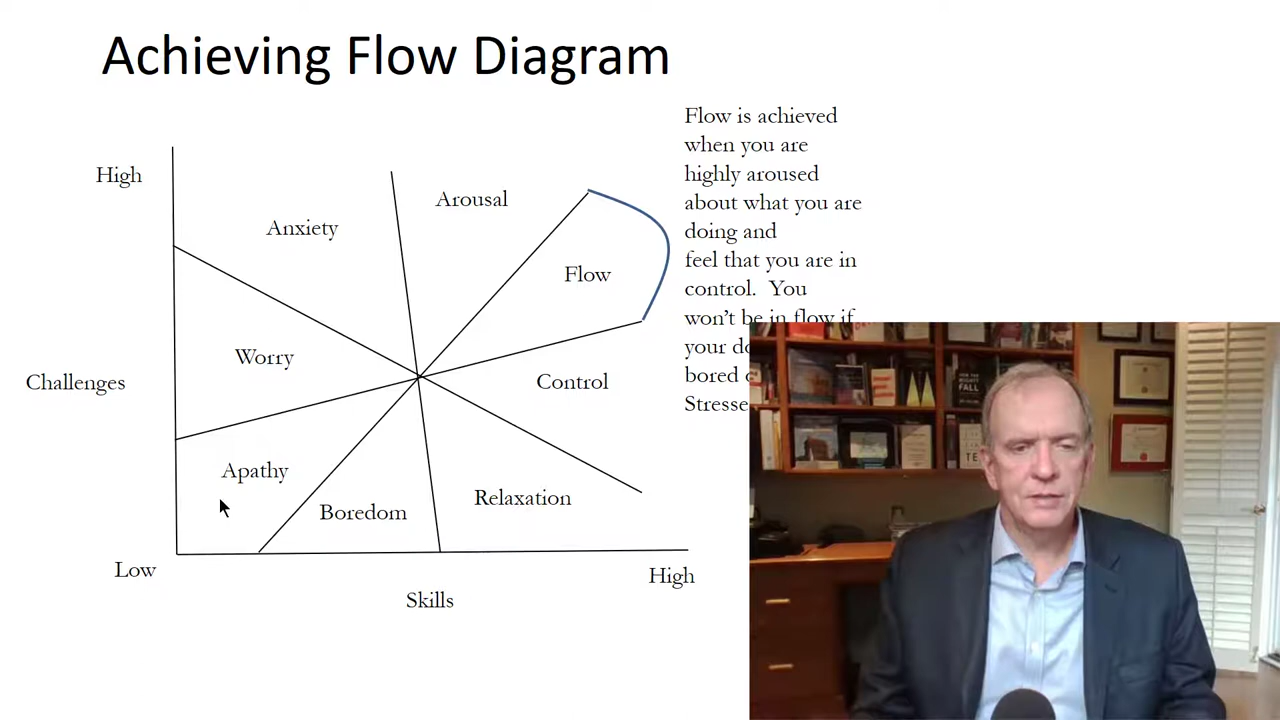 Achieving Flow Diagram
Flow is achieved
when you are
highly aroused
about what you are
doing and
feel that you are in
control. You
won't be in flow if
your
bored
High
Arousal
Anxiety
Flow
Worry
Challenges
Control
Apathy
Relaxation
Boredom
Low
High
Skills